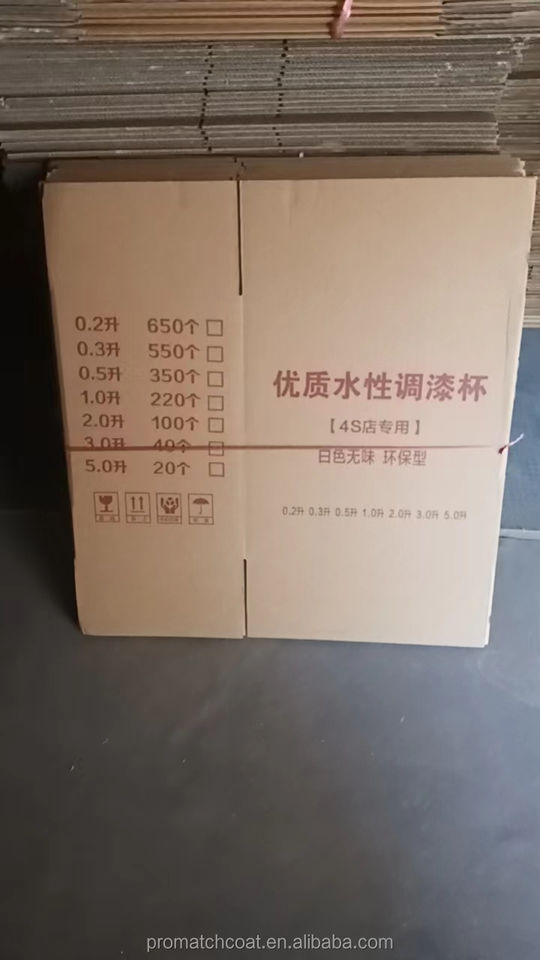 0.2升 650个
0.3升 550个
0.5升 350个
1.0升 220个
2.0升 100个
3.0升 40个
5.0升 20个
优质水性调漆杯
【4S店专用】
白色无味 环保型
0.2升 0.3升 0.5升 1.0升 2.0升 3.0升 5.0升
promatchcoat.en.alibaba.com